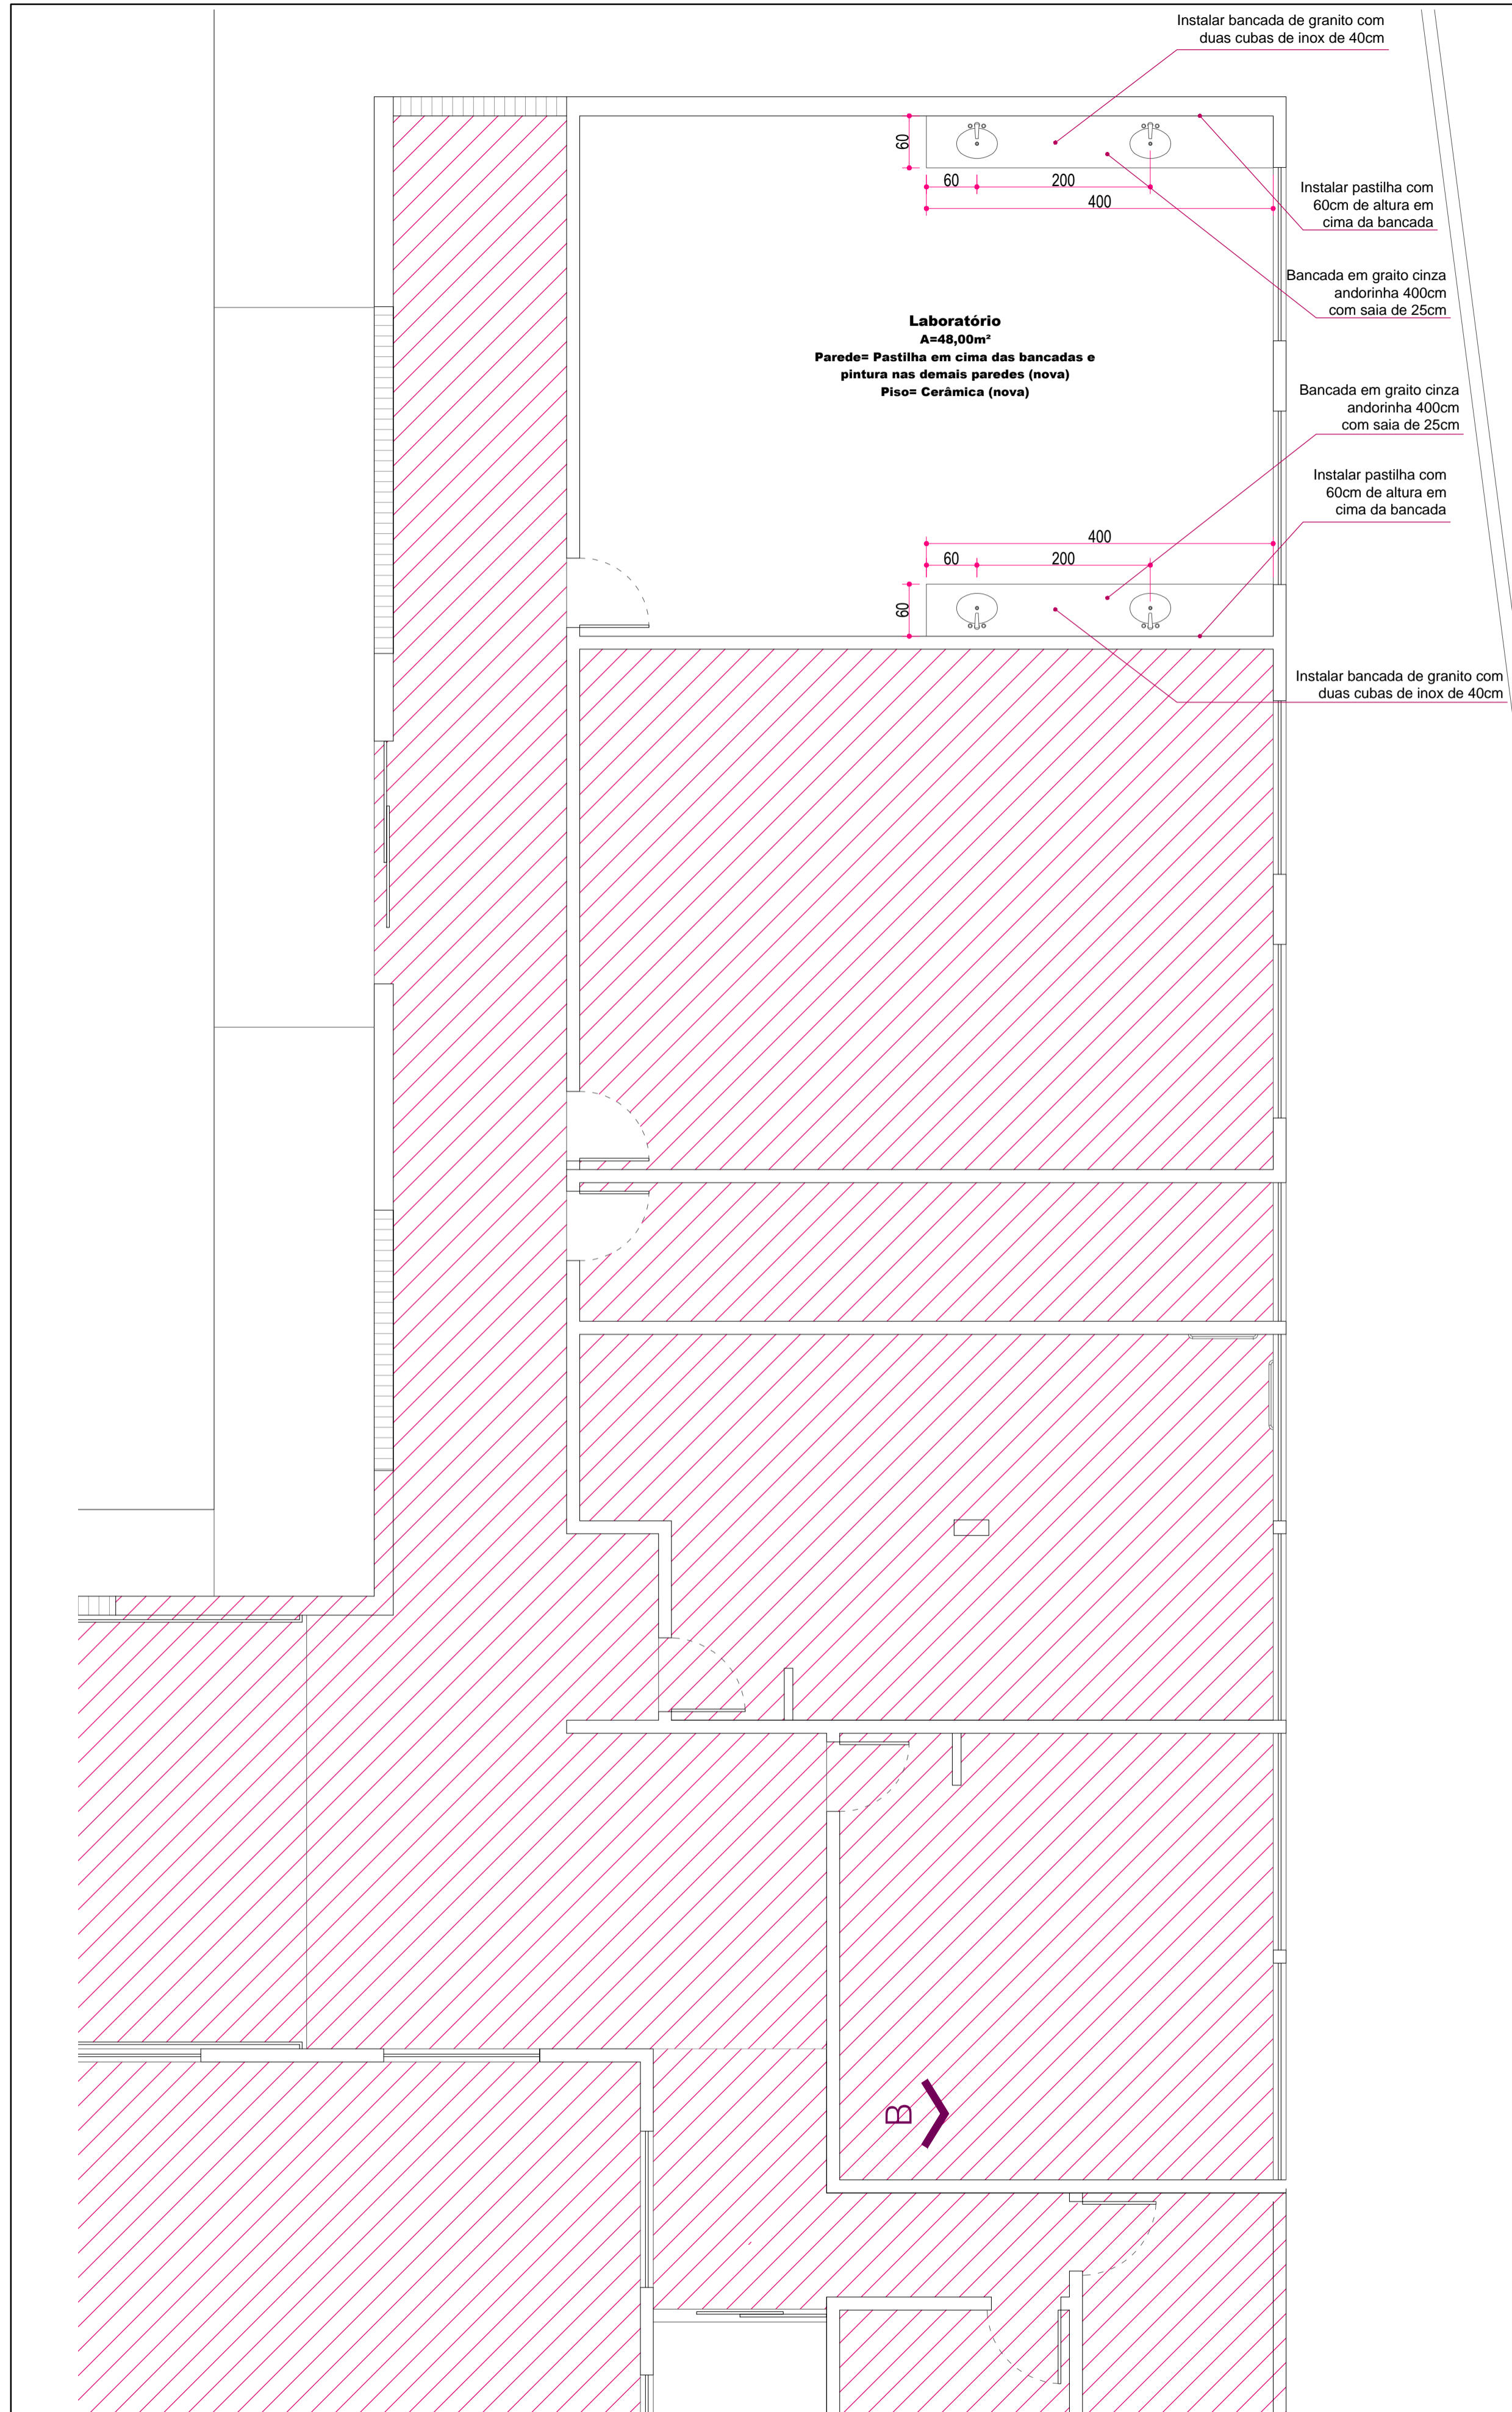 Instalar bancada de granito com
duas cubas de inox de 40cm
60
60
200
400
Instalar pastilha com
60cm de altura em
cima da bancada
Bancada em graito cinza
andorinha 400cm
com saia de 25cm
Laboratório
A=48,00m²
Parede= Pastilha em cima das bancadas e
pintura nas demais paredes (nova)
Piso= Cerâmica (nova)
Bancada em graito cinza
andorinha 400cm
com saia de 25cm
Instalar pastilha com
60cm de altura em
cima da bancada
400
60
200
60
Instalar bancada de granito com
duas cubas de inox de 40cm
B